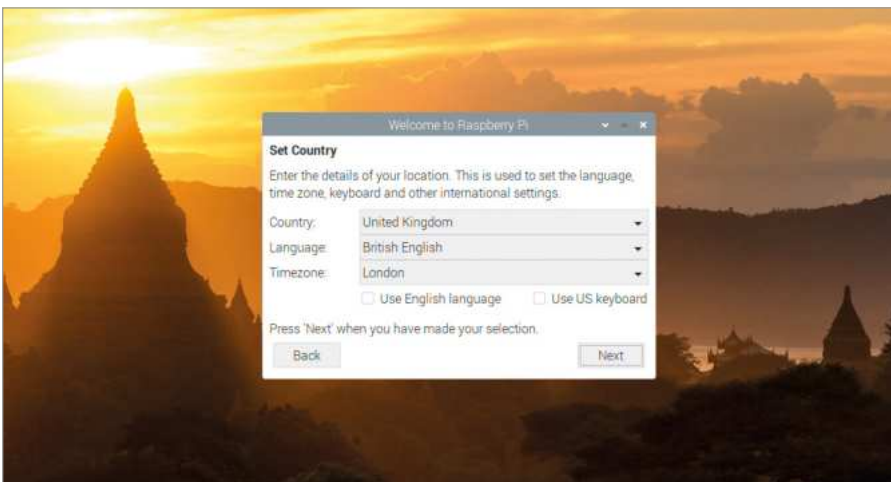 Welcome to Raspberry Pi
Set Country
Enter the details of your location. This is used to set the language,
time zone, keyboard and other international settings.
Country: United Kingdom
Language: British English
Timezone: London
Use English language Use US keyboard
Press 'Next' when you have made your selection.
Back Next